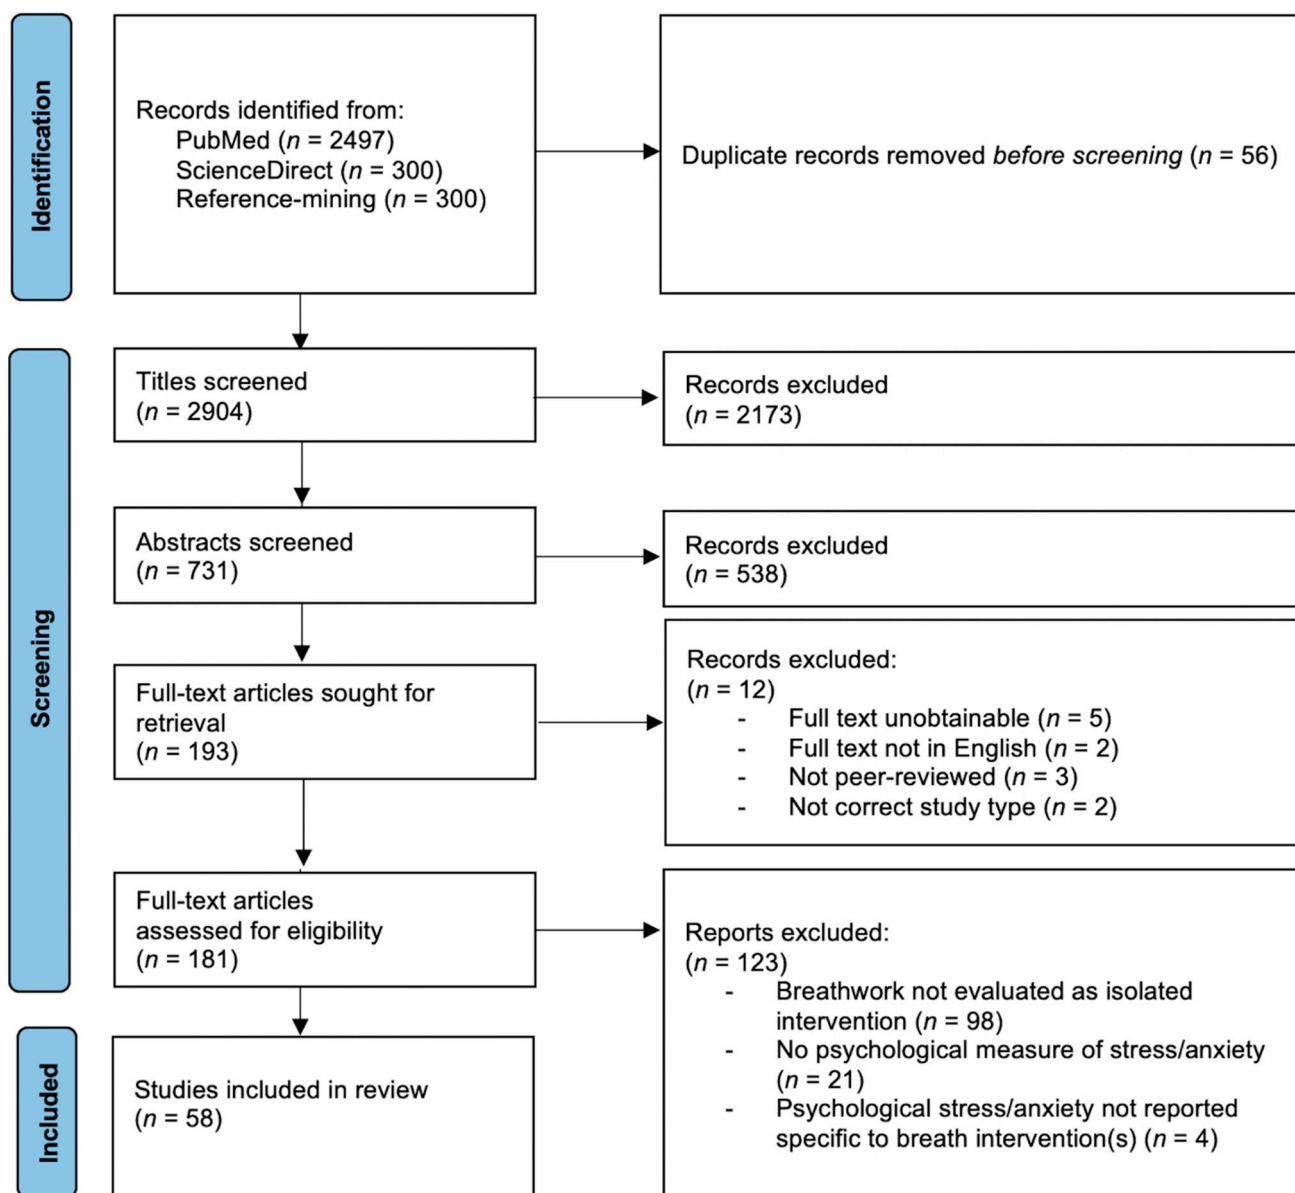 Identification
Records identified from:
PubMed (n = 2497)
ScienceDirect (n = 300)
Reference-mining (n = 300)
Duplicate records removed before screening (n = 56)
Screening
Titles screened
(n = 2904)
Records excluded
(n = 2173)
Abstracts screened
(n = 731)
Records excluded
(n = 538)
Full-text articles sought for
retrieval
(n = 193)
Records excluded:
(n = 12)
- Full text unobtainable (n = 5)
- Full text not in English (n = 2)
- Not peer-reviewed (n = 3)
- Not correct study type (n = 2)
Full-text articles
assessed for eligibility
(n = 181)
Reports excluded:
(n = 123)
- Breathwork not evaluated as isolated
intervention (n = 98)
- No psychological measure of stress/anxiety
(n = 21)
- Psychological stress/anxiety not reported
specific to breath intervention(s) (n = 4)
Included
Studies included in review
(n = 58)